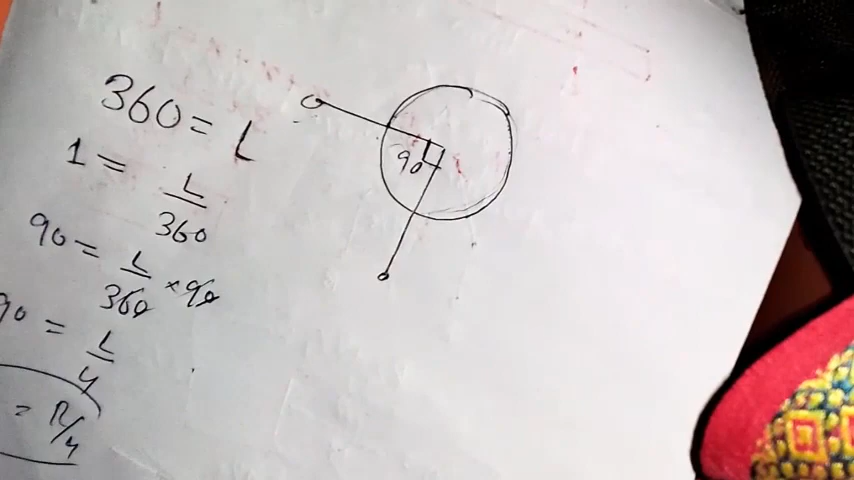 360 = L
1 = L/360
90 = L/360 × 90
90 = L/4
= R/4
90